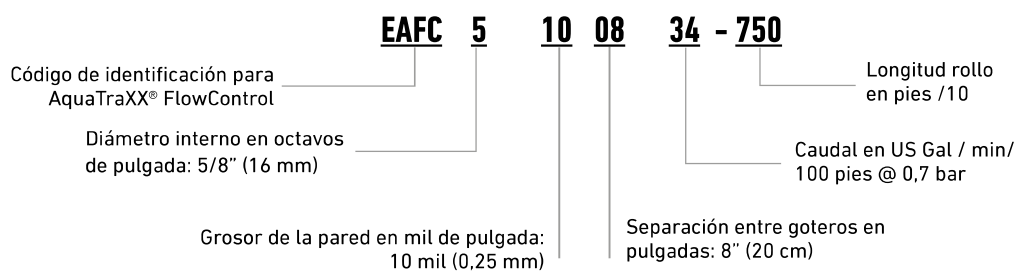 EAFC 5 10 08 34 - 750
Código de identificación para
AquaTraXX® FlowControl
Longitud rollo
en pies /10
Diámetro interno en octavos
de pulgada: 5/8” (16 mm)
Caudal en US Gal / min/
100 pies @ 0,7 bar
Grosor de la pared en mil de pulgada:
10 mil (0,25 mm)
Separación entre goteros en
pulgadas: 8” (20 cm)